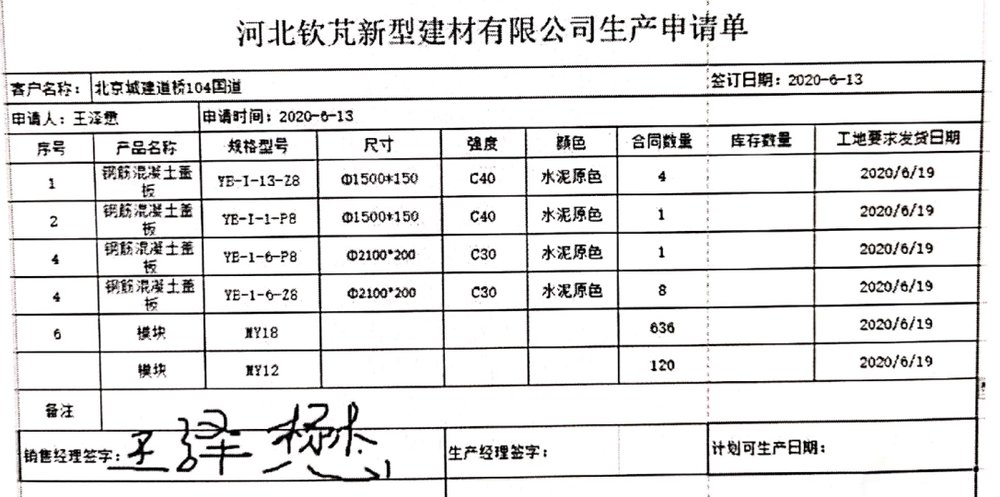 河北钦芃新型建材有限公司生产申请单
客户名称: 北京城建道桥104国道 签订日期: 2020-6-13
申请人: 王泽懋 申请时间: 2020-6-13
序号 产品名称 规格型号 尺寸 强度 颜色 合同数量 库存数量 工地要求发货日期
1 钢筋混凝土盖板 YB-I-13-Z8 Φ1500*150 C40 水泥原色 4 2020/6/19
2 钢筋混凝土盖板 YB-I-1-P8 Φ1500*150 C40 水泥原色 1 2020/6/19
4 钢筋混凝土盖板 YB-1-6-P8 Φ2100*200 C30 水泥原色 1 2020/6/19
4 钢筋混凝土盖板 YB-1-6-Z8 Φ2100*200 C30 水泥原色 8 2020/6/19
6 模块 MY18 636 2020/6/19
模块 MY12 120 2020/6/19
备注
销售经理签字: 王泽懋 生产经理签字: 计划可生产日期: